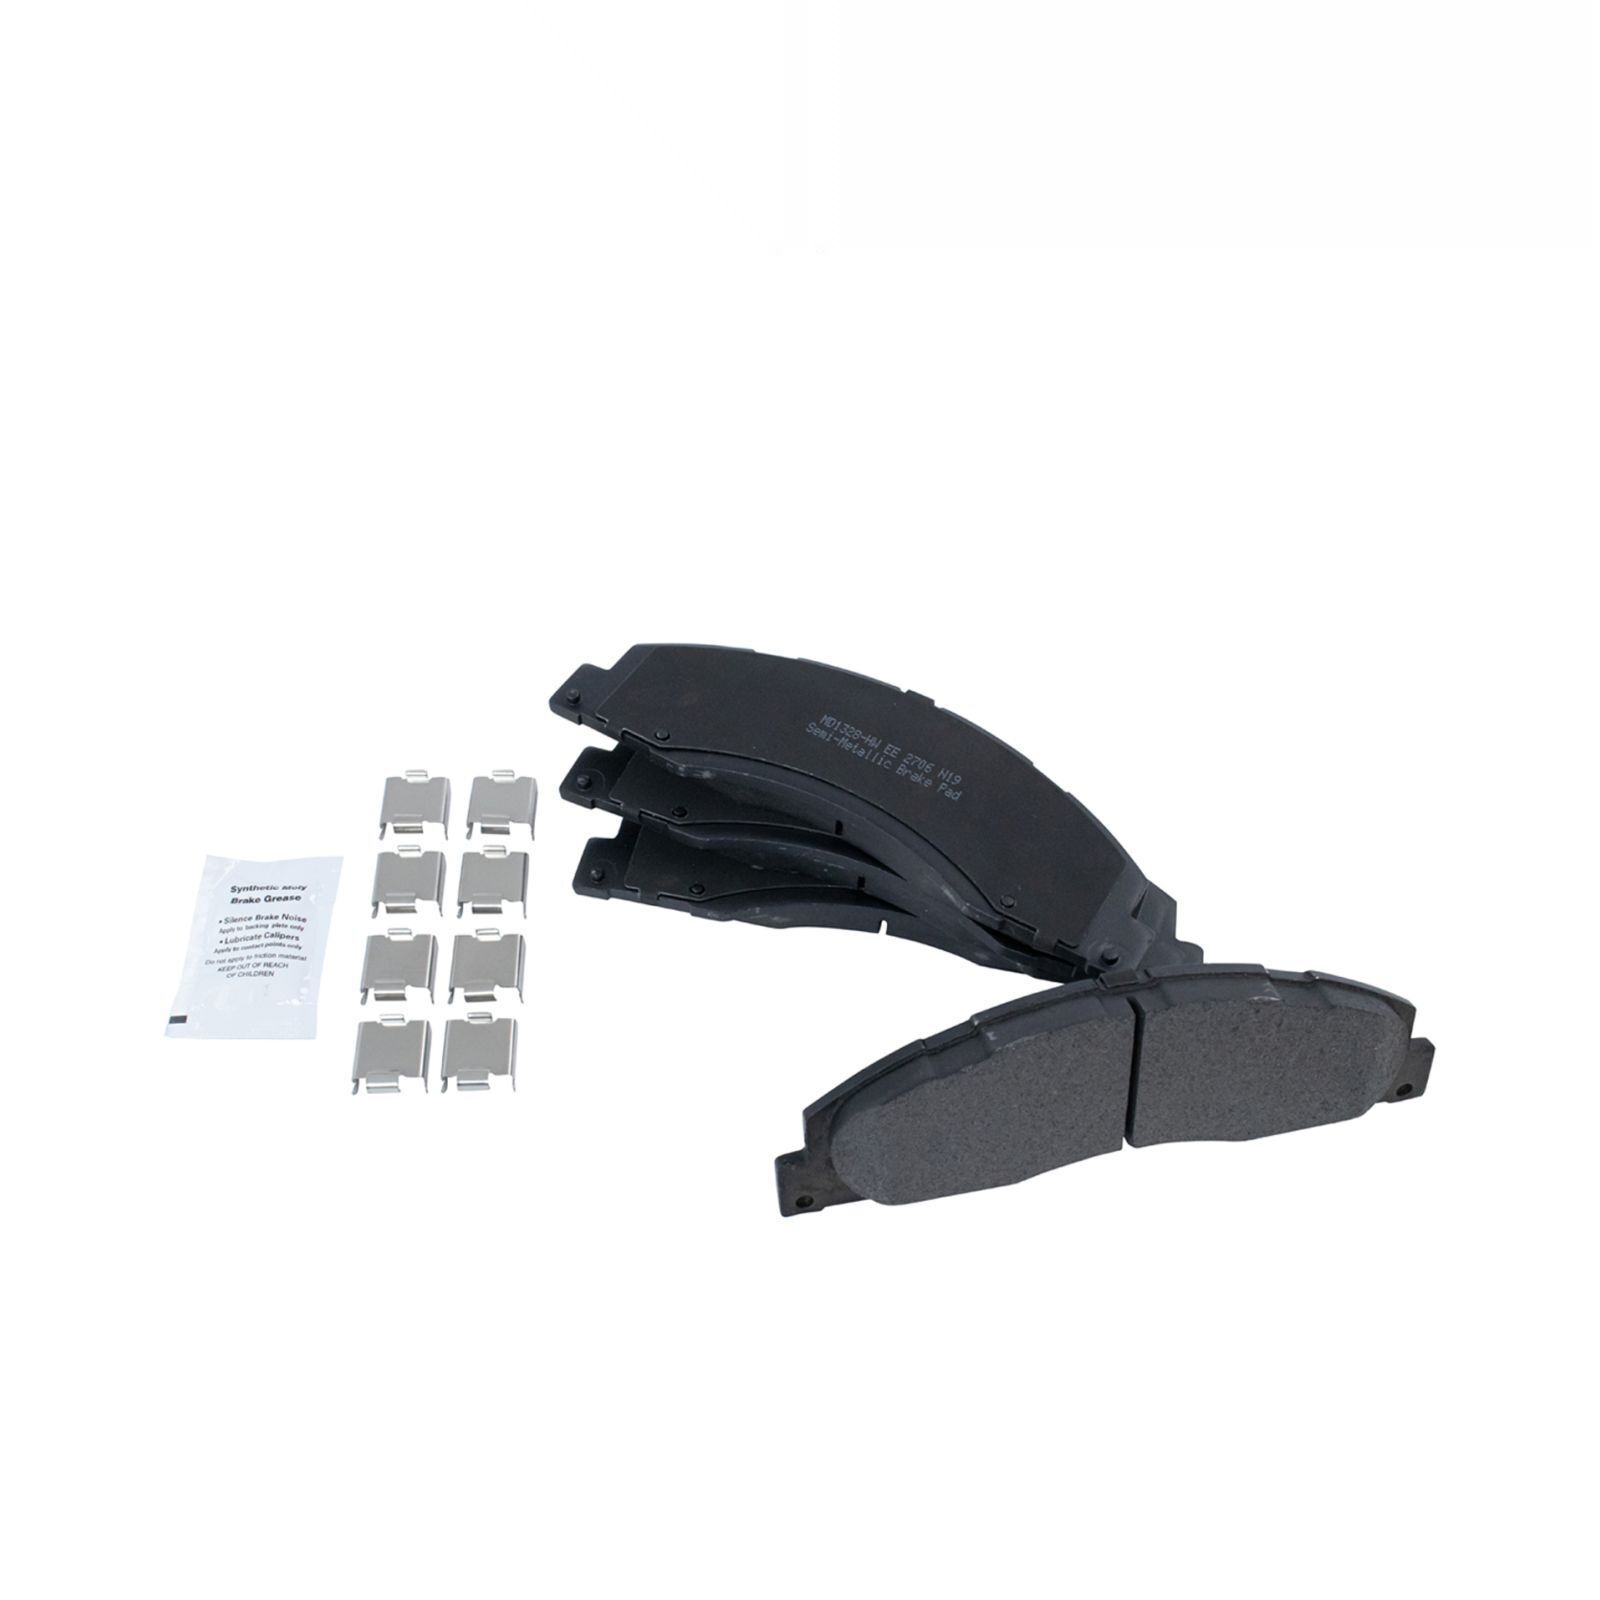 MD1328-HW EE 2706 N19
Semi-Metallic Brake Pad
Synthetic Moly
Brake Grease
• Silence Brake Noise
Apply to backing plate only
• Lubricate Calipers
Apply to contact points only
Do not apply to friction material
KEEP OUT OF REACH
OF CHILDREN